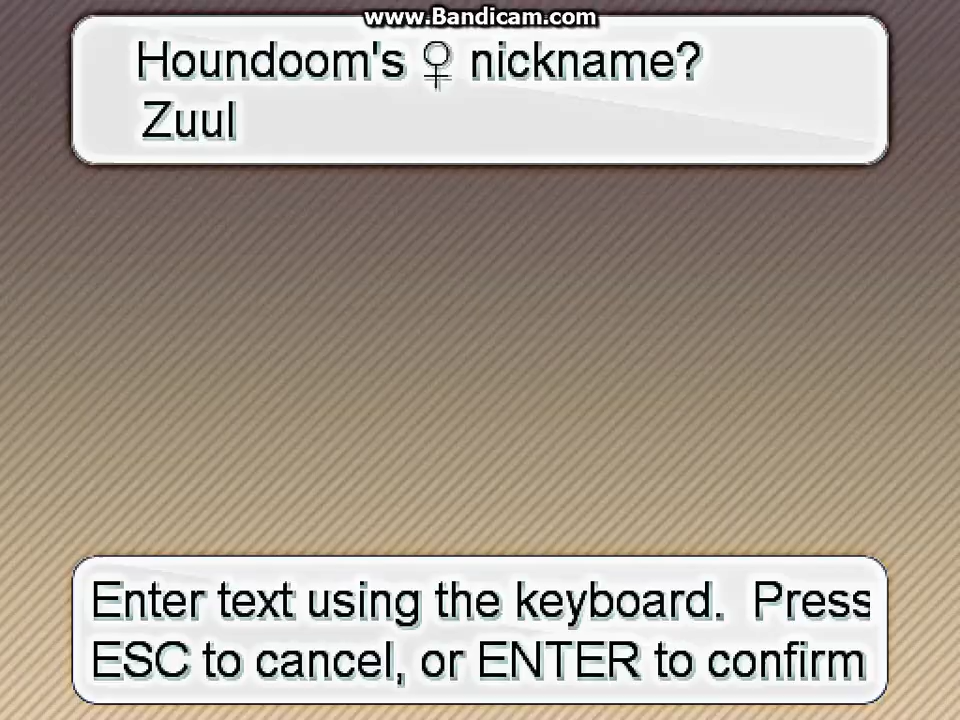 www.Bandicam.com
Houndoom's ♀ nickname?
Zuul
Enter text using the keyboard. Press
ESC to cancel, or ENTER to confirm